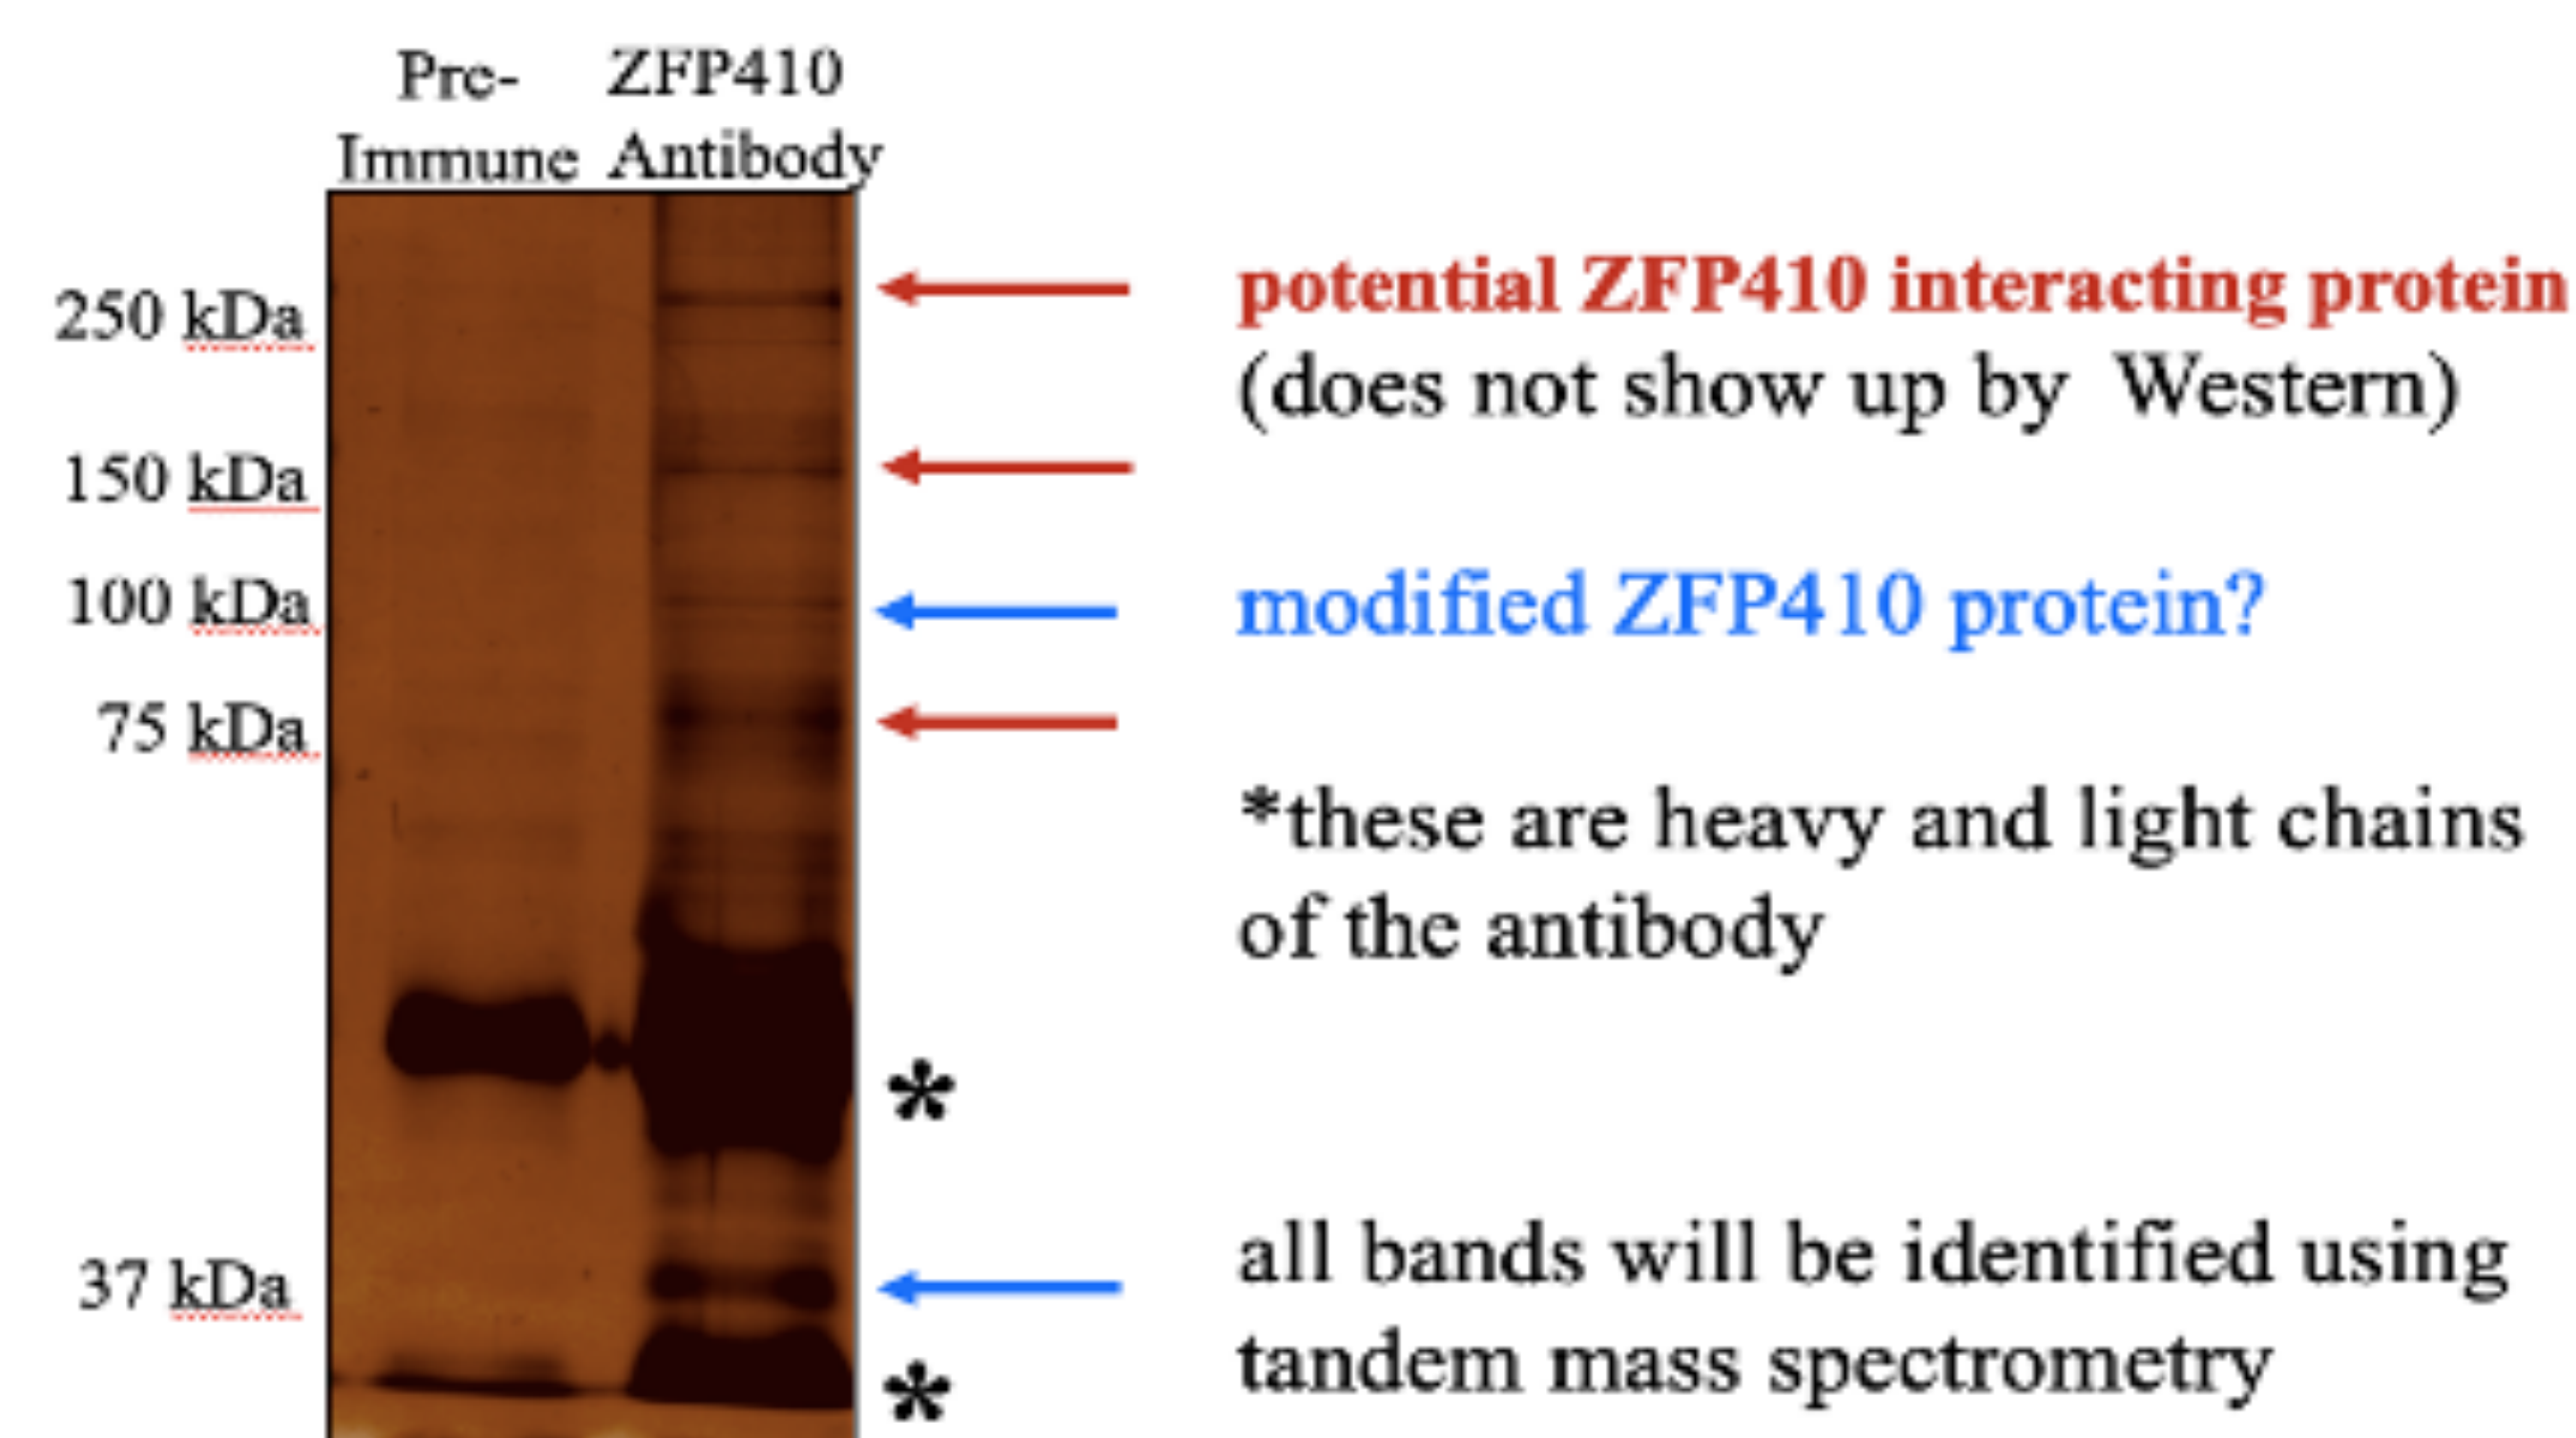 Pre- ZFP410
Immune Antibody
250 kDa
potential ZFP410 interacting protein
(does not show up by Western)
150 kDa
100 kDa
modified ZFP410 protein?
75 kDa
*these are heavy and light chains
of the antibody
*
37 kDa
all bands will be identified using
tandem mass spectrometry
*